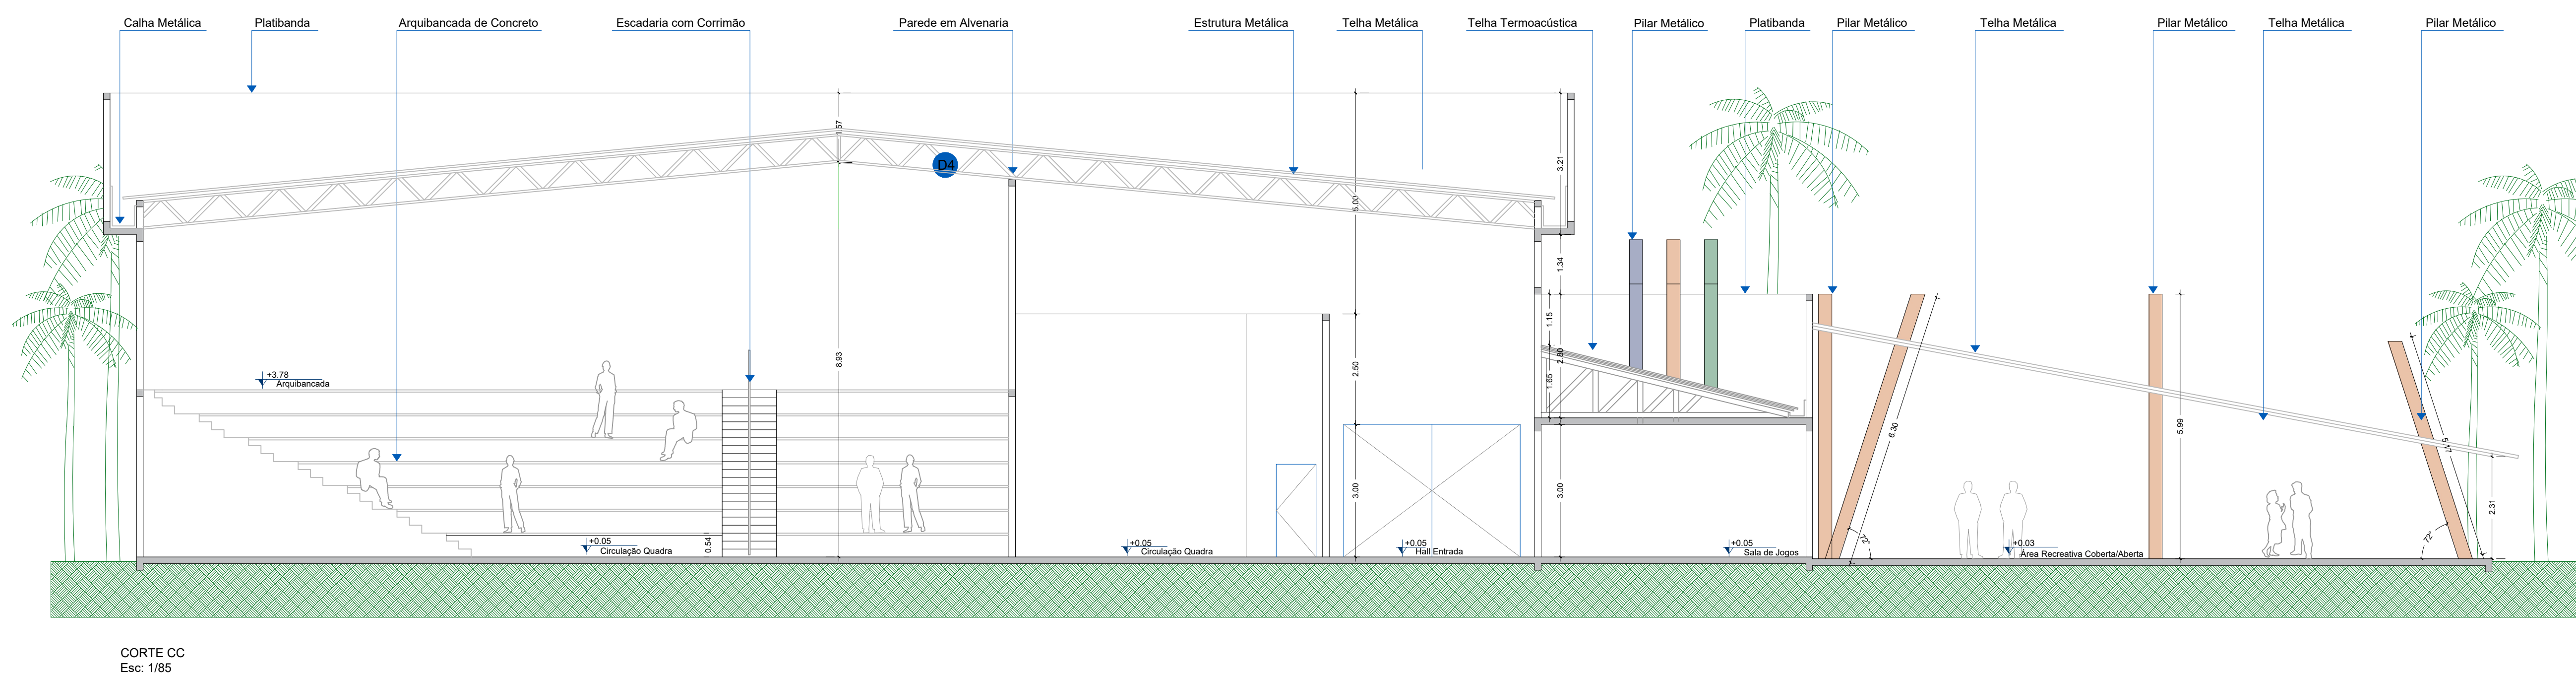 Calha Metálica
Platibanda
Arquibancada de Concreto
Escadaria com Corrimão
Parede em Alvenaria
Estrutura Metálica
Telha Metálica
Telha Termoacústica
Pilar Metálico
Platibanda
Pilar Metálico
Telha Metálica
Pilar Metálico
Telha Metálica
Pilar Metálico
1.57
D4
3.21
5.00
1.34
1.15
2.80
1.65
8.93
2.50
6.30
5.99
5.17
+3.78
Arquibancada
3.00
3.00
2.31
0.54
72°
72°
+0.05
Circulação Quadra
+0.05
Circulação Quadra
+0.05
Hall Entrada
+0.05
Sala de Jogos
+0.03
Área Recreativa Coberta/Aberta
CORTE CC
Esc: 1/85